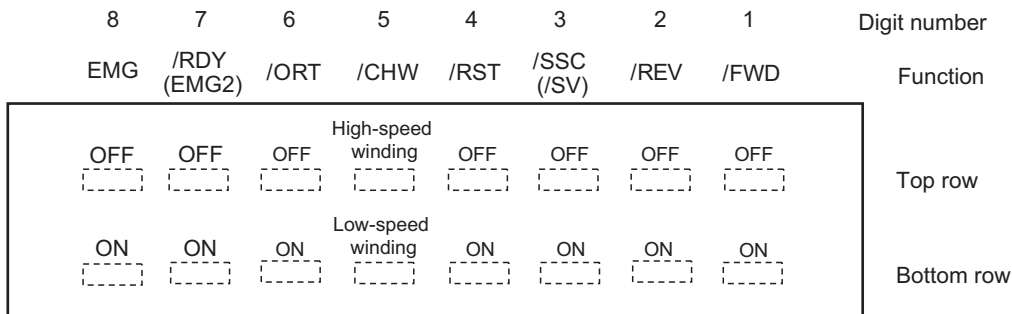 8 7 6 5 4 3 2 1 Digit number
EMG /RDY (EMG2) /ORT /CHW /RST /SSC (/SV) /REV /FWD Function
OFF OFF OFF High-speed winding OFF OFF OFF OFF Top row
ON ON ON Low-speed winding ON ON ON ON Bottom row